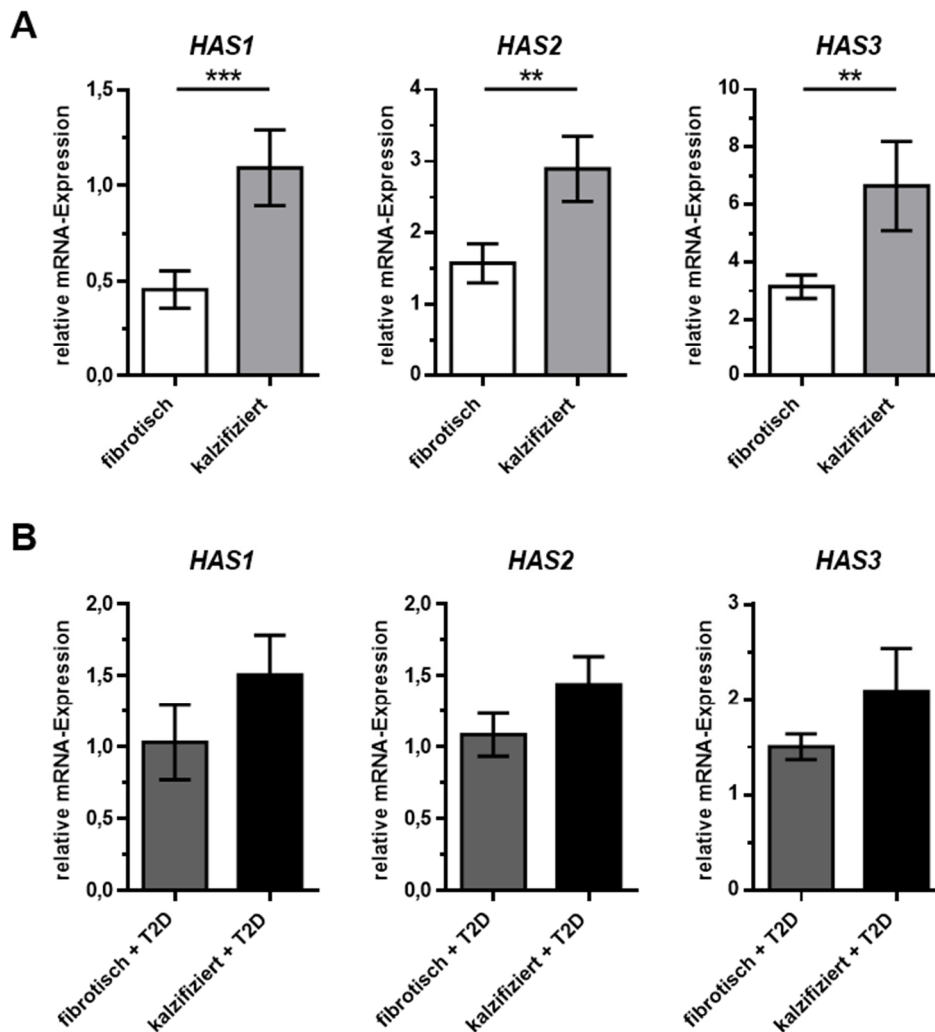 A
HAS1
***
relative mRNA-Expression
1,5
1,0
0,5
0,0
fibrotisch
kalzifiziert
HAS2
**
relative mRNA-Expression
4
3
2
1
0
fibrotisch
kalzifiziert
HAS3
**
relative mRNA-Expression
10
8
6
4
2
0
fibrotisch
kalzifiziert
B
HAS1
relative mRNA-Expression
2,0
1,5
1,0
0,5
0,0
fibrotisch + T2D
kalzifiziert + T2D
HAS2
relative mRNA-Expression
2,0
1,5
1,0
0,5
0,0
fibrotisch + T2D
kalzifiziert + T2D
HAS3
relative mRNA-Expression
3
2
1
0
fibrotisch + T2D
kalzifiziert + T2D